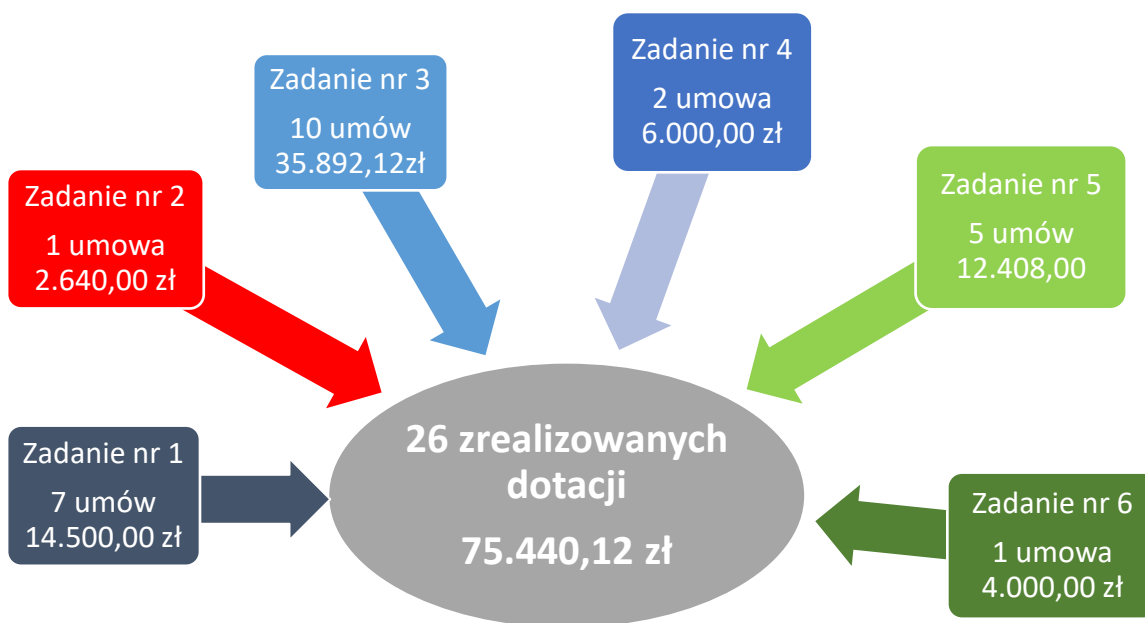 Zadanie nr 1
7 umów
14.500,00 zł
Zadanie nr 2
1 umowa
2.640,00 zł
Zadanie nr 3
10 umów
35.892,12zł
Zadanie nr 4
2 umowa
6.000,00 zł
Zadanie nr 5
5 umów
12.408,00
Zadanie nr 6
1 umowa
4.000,00 zł
26 zrealizowanych
dotacji
75.440,12 zł